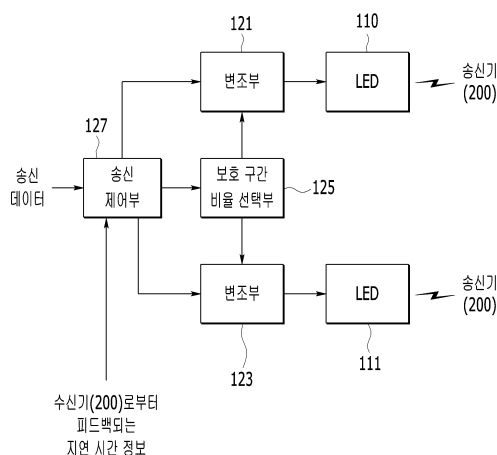 121
110
변조부
LED
송신기
(200)
127
송신
데이터
송신
제어부
보호 구간
비율 선택부
125
변조부
LED
송신기
(200)
123
111
수신기(200)로부터
피드백되는
지연 시간 정보